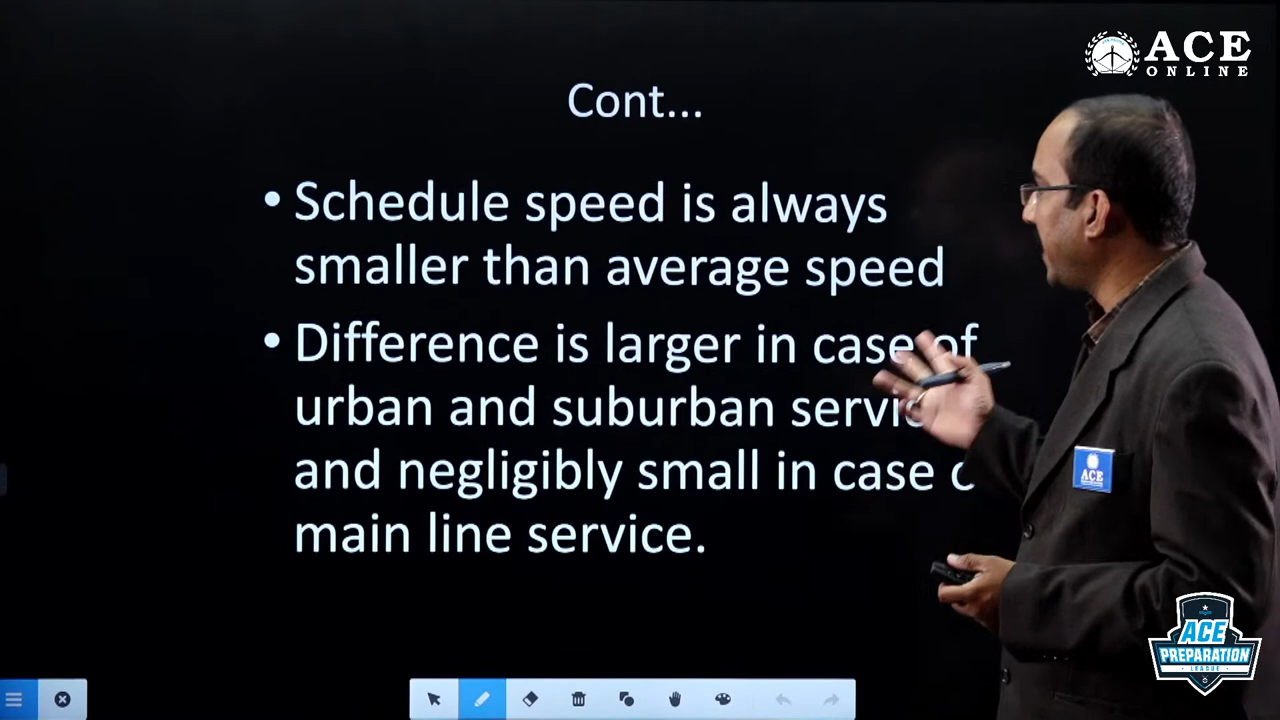 ACE
ONLINE
Cont...
• Schedule speed is always
smaller than average speed
• Difference is larger in case of
urban and suburban
and negligibly small in case
main line service.
ACE
ACE
PREPARATION
LEAGUE